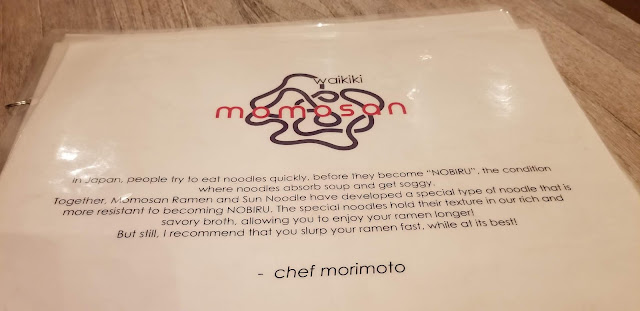 waikiki
momosan
In Japan, people try to eat noodles quickly, before they become "NOBIRU", the condition
where noodles absorb soup and get soggy.
Together, Momosan Ramen and Sun Noodle have developed a special type of noodle that is
more resistant to becoming NOBIRU. The special noodles hold their texture in our rich and
savory broth, allowing you to enjoy your ramen longer!
But still, I recommend that you slurp your ramen fast, while at its best!
- chef morimoto